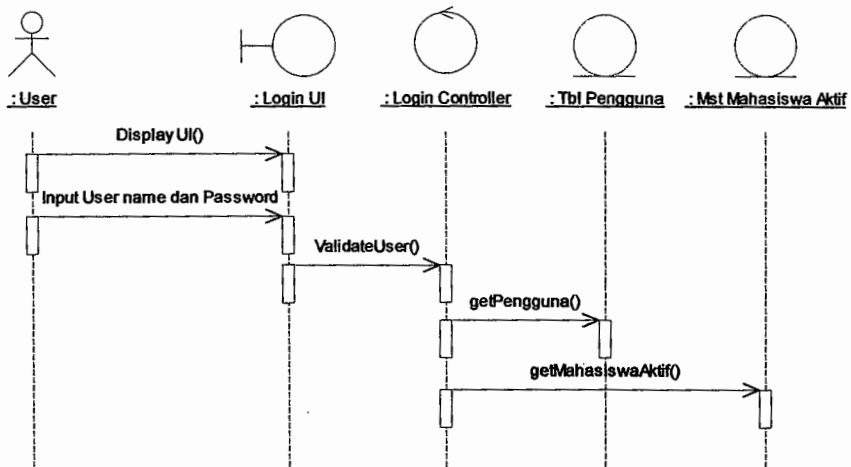 : User
: Login UI
: Login Controller
: Tbl Pengguna
: Mst Mahasiswa Aktif
Display UI()
Input User name dan Password
ValidateUser()
getPengguna()
getMahasiswaAktif()